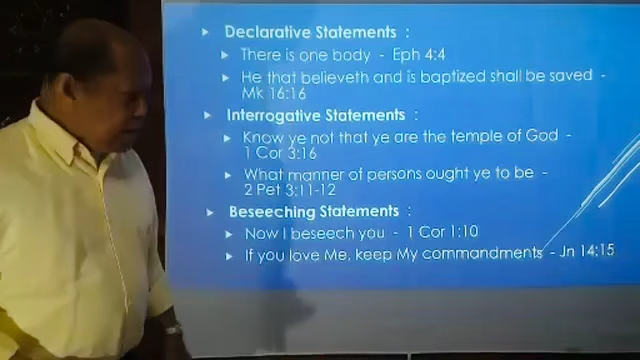 Declarative Statements :
There is one body - Eph 4:4
He that believeth and is baptized shall be saved -
Mk 16:16
Interrogative Statements :
Know ye not that ye are the temple of God -
1 Cor 3:16
What manner of persons ought ye to be -
2 Pet 3:11-12
Beseeching Statements :
Now I beseech you - 1 Cor 1:10
If you love Me, keep My commandments - Jn 14:15